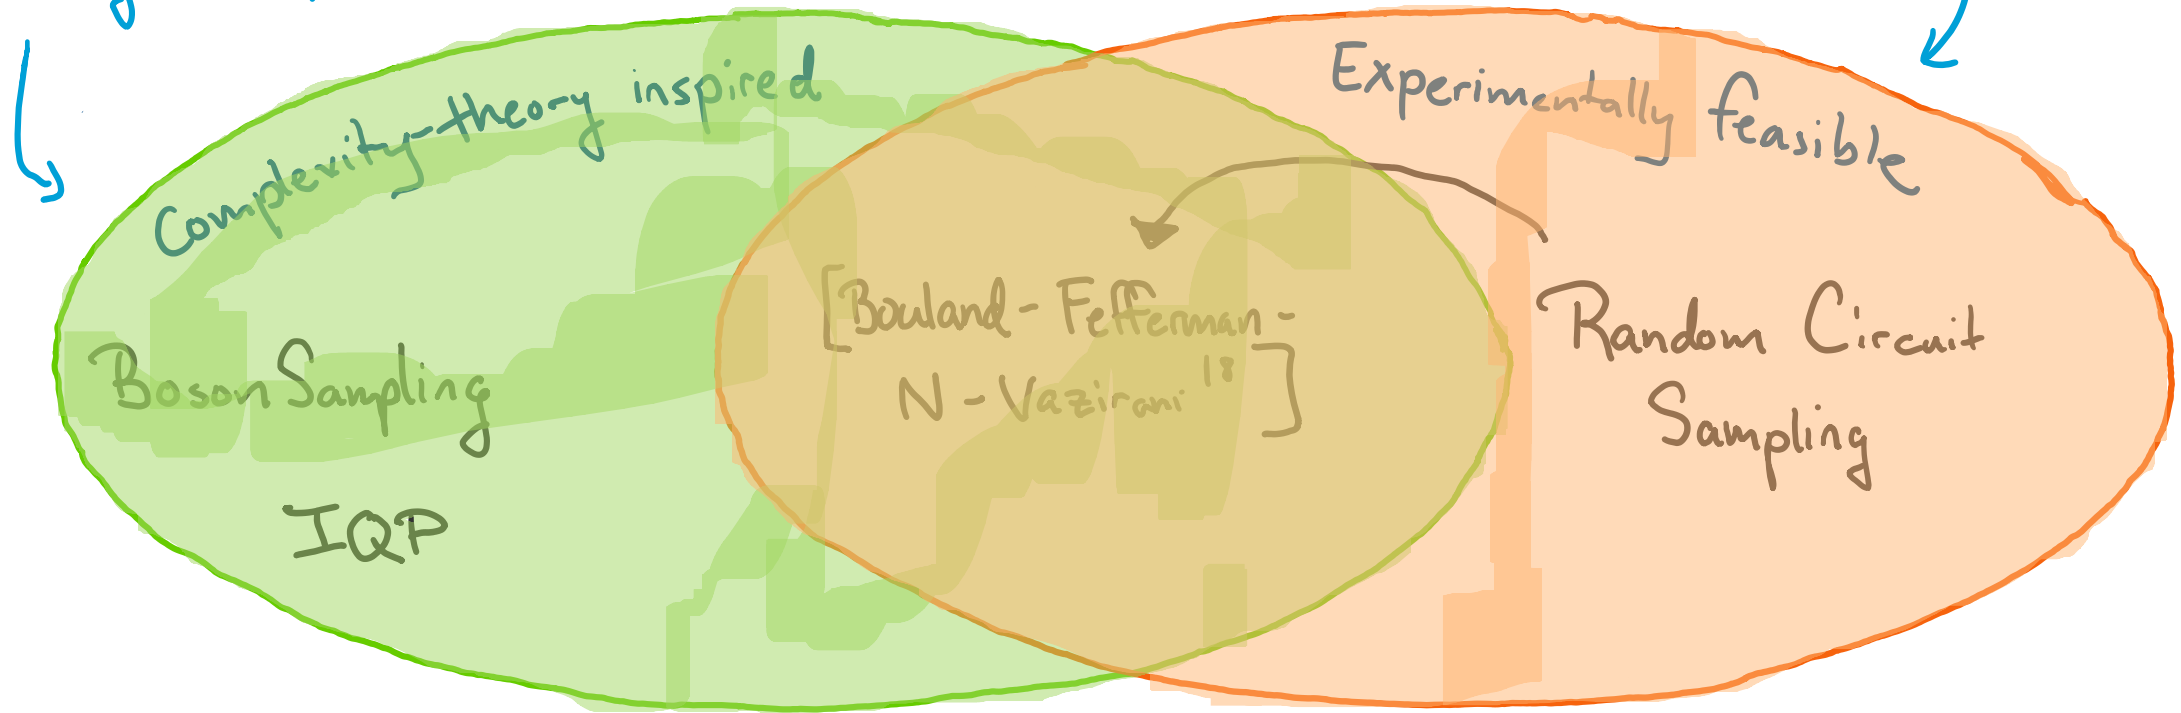 Complexity-theory inspired
Experimentally feasible
[Bouland-Fefferman-
N-Vazirani '18]
Boson Sampling
IQP
Random Circuit
Sampling